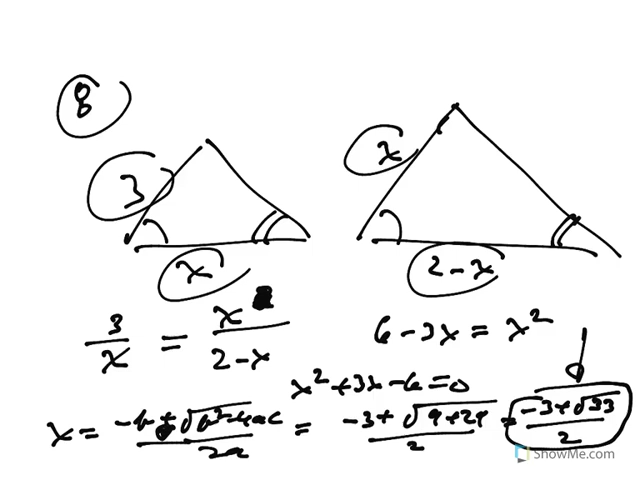 8
3
x
x
2-x
3/x = x/2-x
6-3x = x²
x²+3x-6=0
x = -b±√b²-4ac/2a = -3+√9+24/2 = -3+√33/2
ShowMe.com